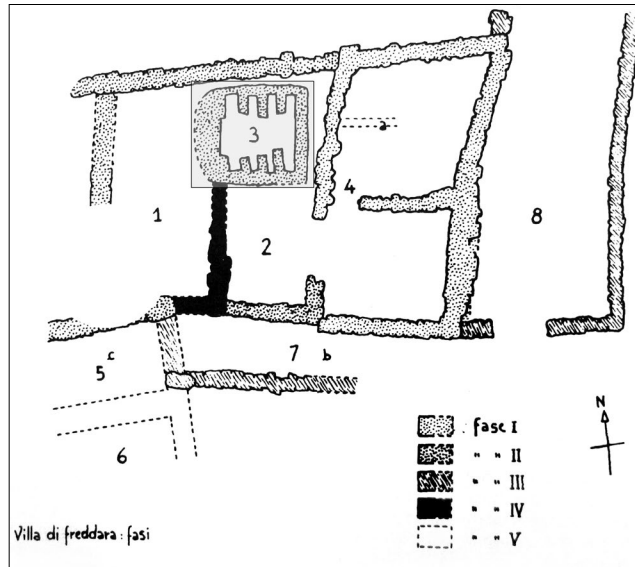 3
a
4
1
2
8
7 b
5 c
6
N
: fase I
" " II
" " III
" " IV
" " V
Villa di freddara : fasi